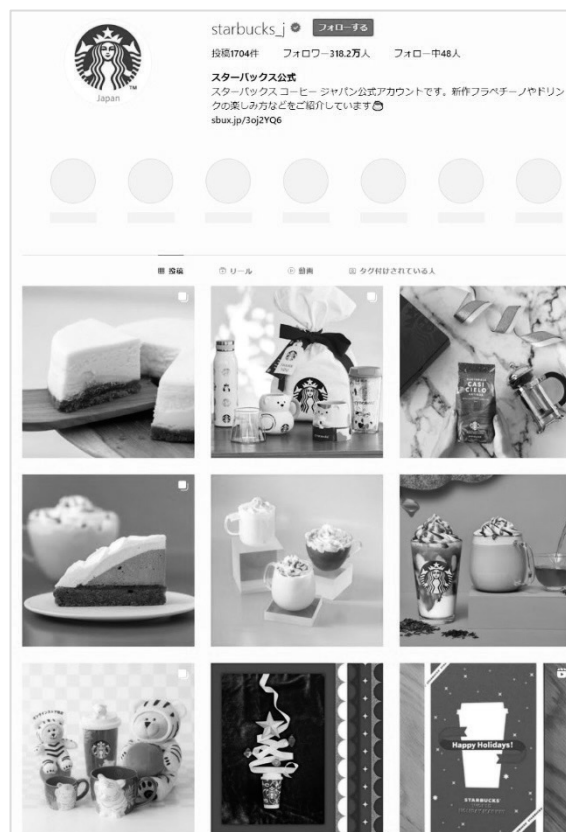 starbucks_j フォローする
投稿1704件 フォロワー318.2万人 フォロー中48人
スターバックス公式
スターバックス コーヒー ジャパン公式アカウントです。新作フラペチーノやドリン
クの楽しみ方などをご紹介しています
sbux.jp/3oj2YQ6
TM
Japan
投稿 リール 動画 タグ付けされている人
CASI
CIELO
Happy Holidays!
STARBUCKS